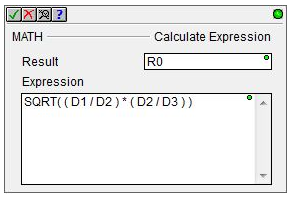 MATH Calculate Expression
Result R0
Expression
SQRT( ( D1 / D2 ) * ( D2 / D3 ) )